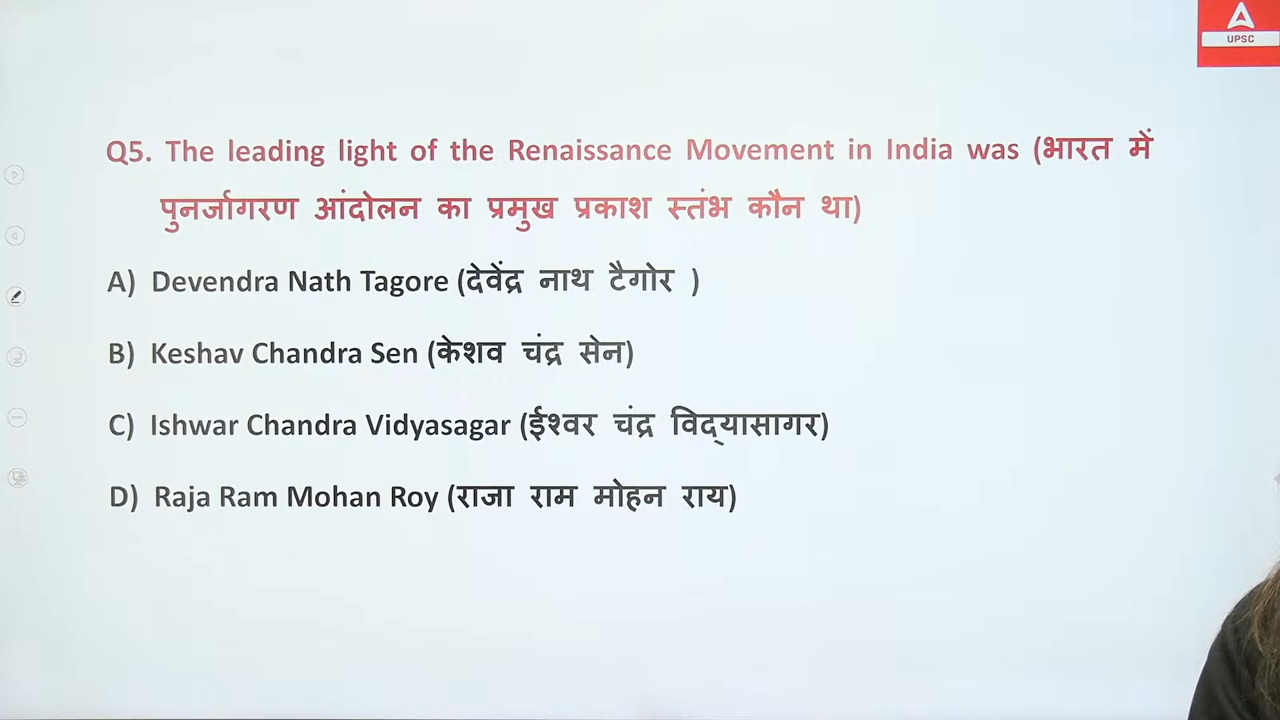 UPSC
Q5. The leading light of the Renaissance Movement in India was (भारत में
पुनर्जागरण आंदोलन का प्रमुख प्रकाश स्तंभ कौन था)
A) Devendra Nath Tagore (देवेंद्र नाथ टैगोर )
B) Keshav Chandra Sen (केशव चंद्र सेन)
C) Ishwar Chandra Vidyasagar (ईश्वर चंद्र विद्यासागर)
D) Raja Ram Mohan Roy (राजा राम मोहन राय)